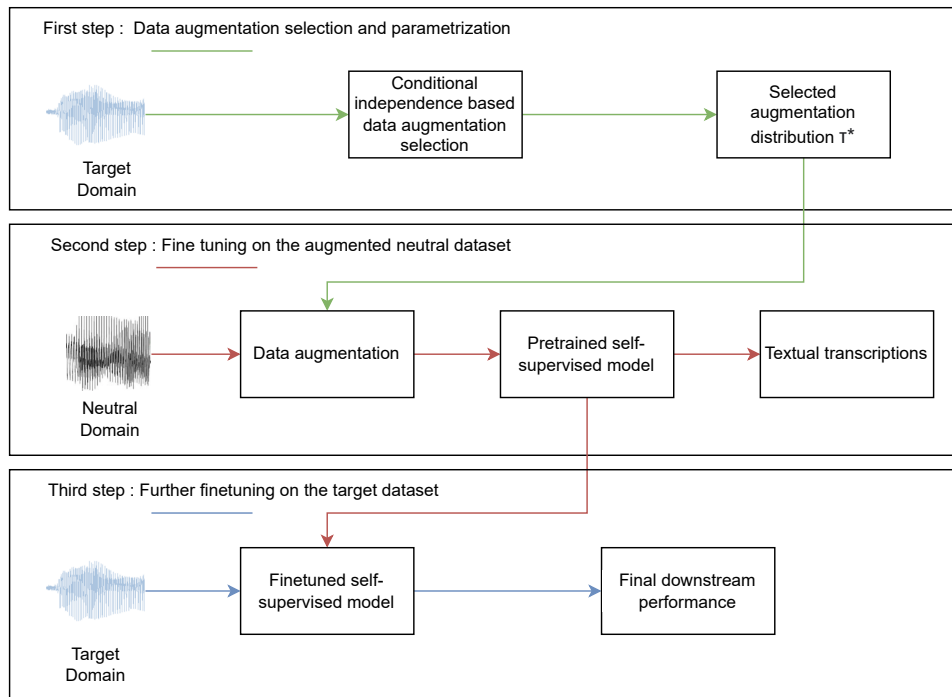 First step :  Data augmentation selection and parametrization
Target
Domain
Conditional
independence based
data augmentation
selection
Selected
augmentation
distribution τ*
Second step : Fine tuning on the augmented neutral dataset
Neutral
Domain
Data augmentation
Pretrained self-
supervised model
Textual transcriptions
Third step : Further finetuning on the target dataset
Target
Domain
Finetuned self-
supervised model
Final downstream
performance